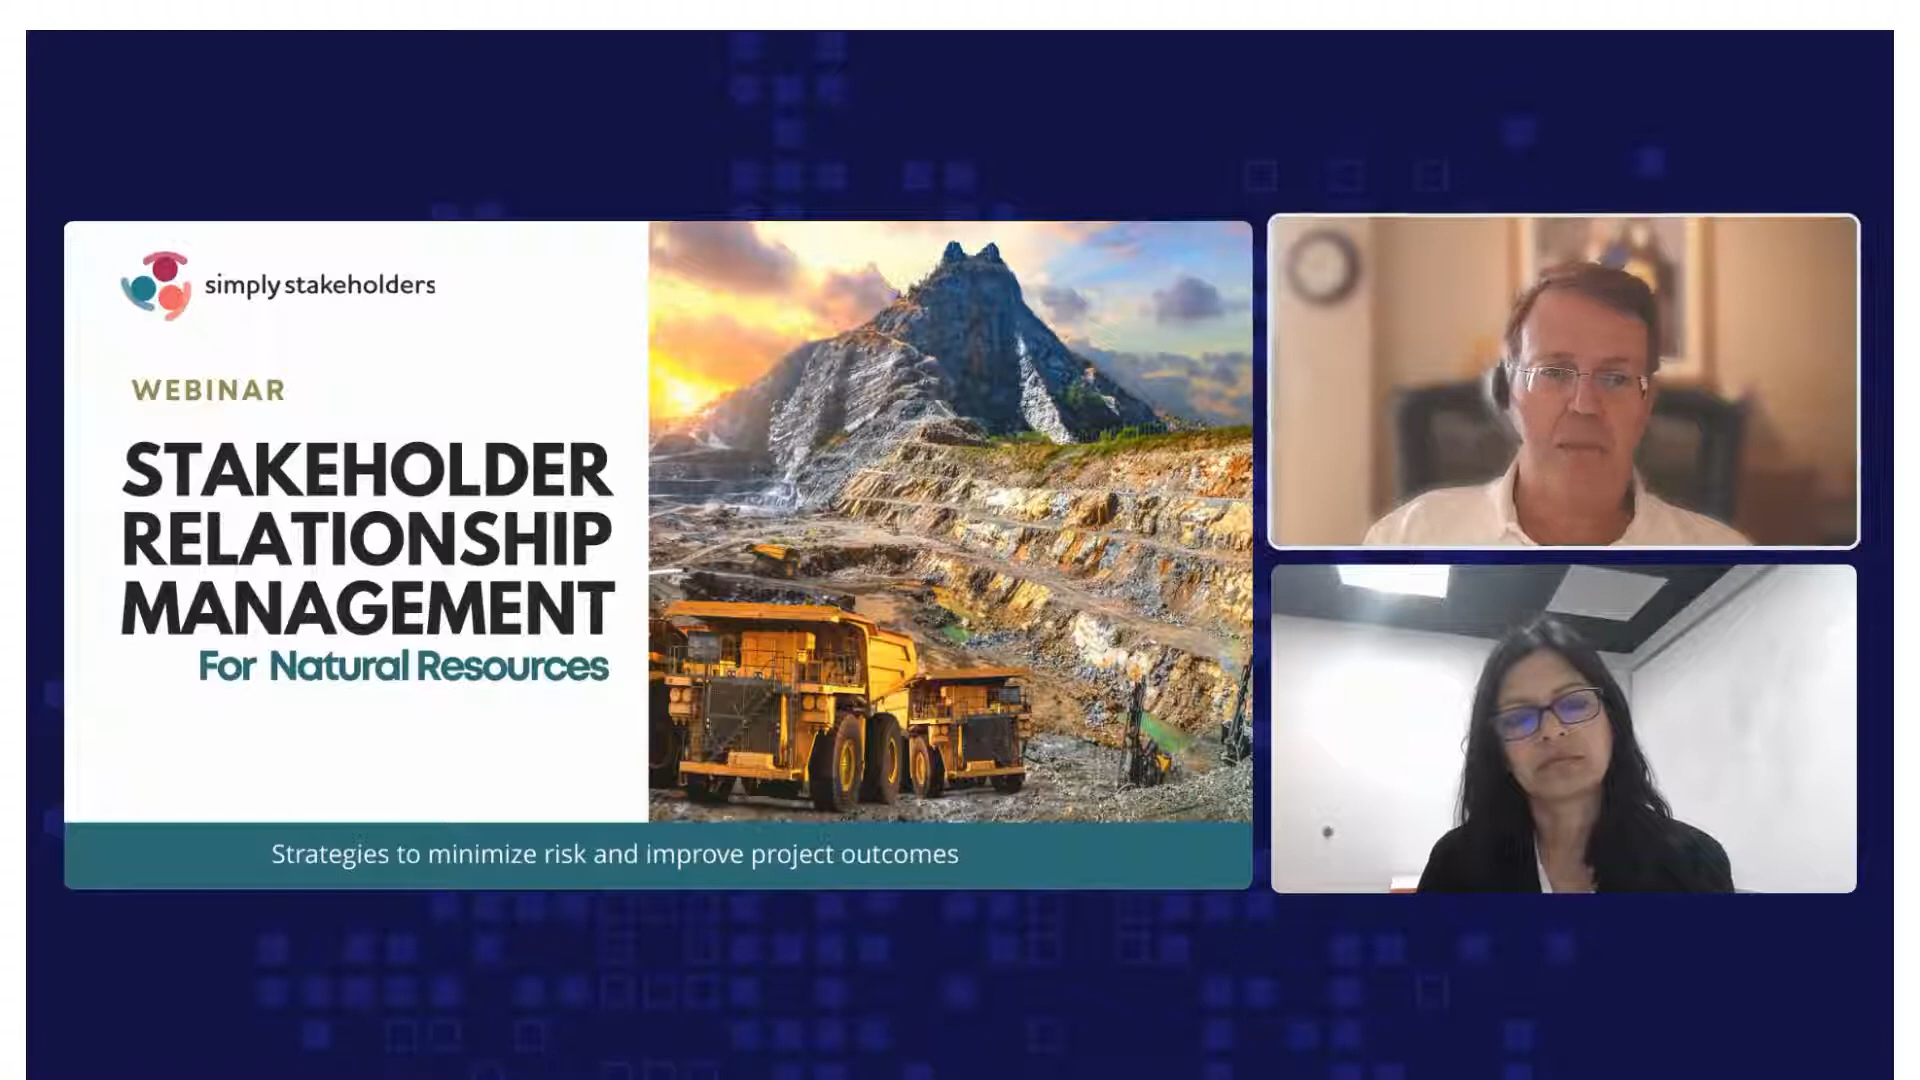 simply stakeholders
WEBINAR
STAKEHOLDER
RELATIONSHIP
MANAGEMENT
For Natural Resources
Strategies to minimize risk and improve project outcomes